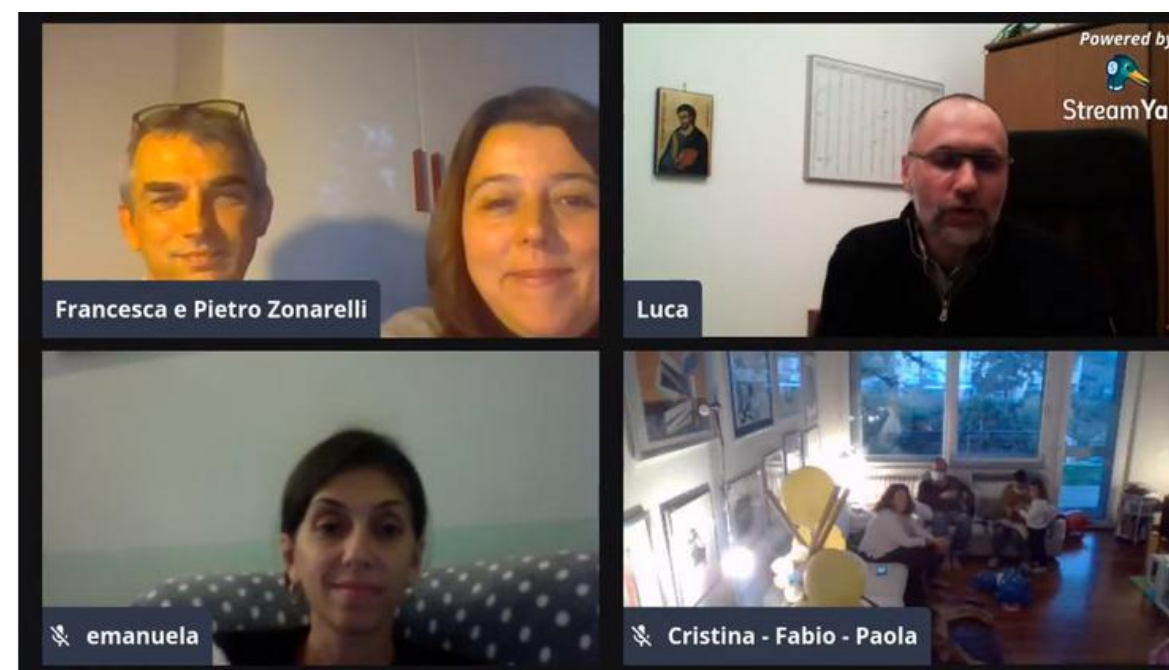 Powered by
StreamYa
Francesca e Pietro Zonarelli
Luca
emanuela
Cristina - Fabio - Paola